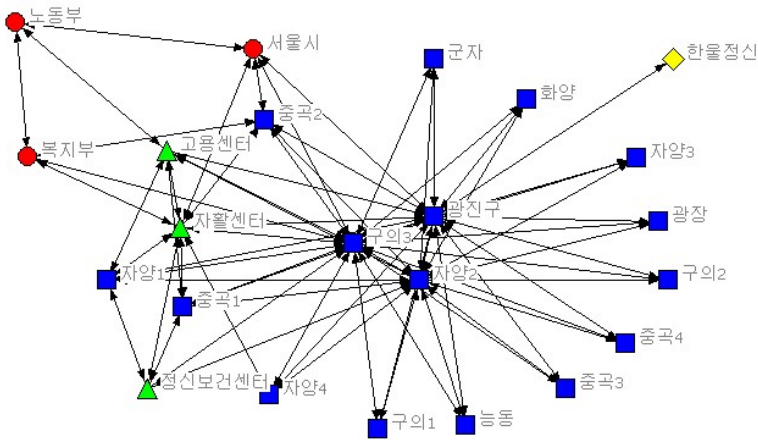 노동부
서울시
군자
한울정신
화양
중곡2
고용센터
복지부
자양3
자활센터
광진구
광장
구의3
자양1
자양2
구의2
중곡1
중곡4
정신보건센터
자양4
중곡3
구의1
능동